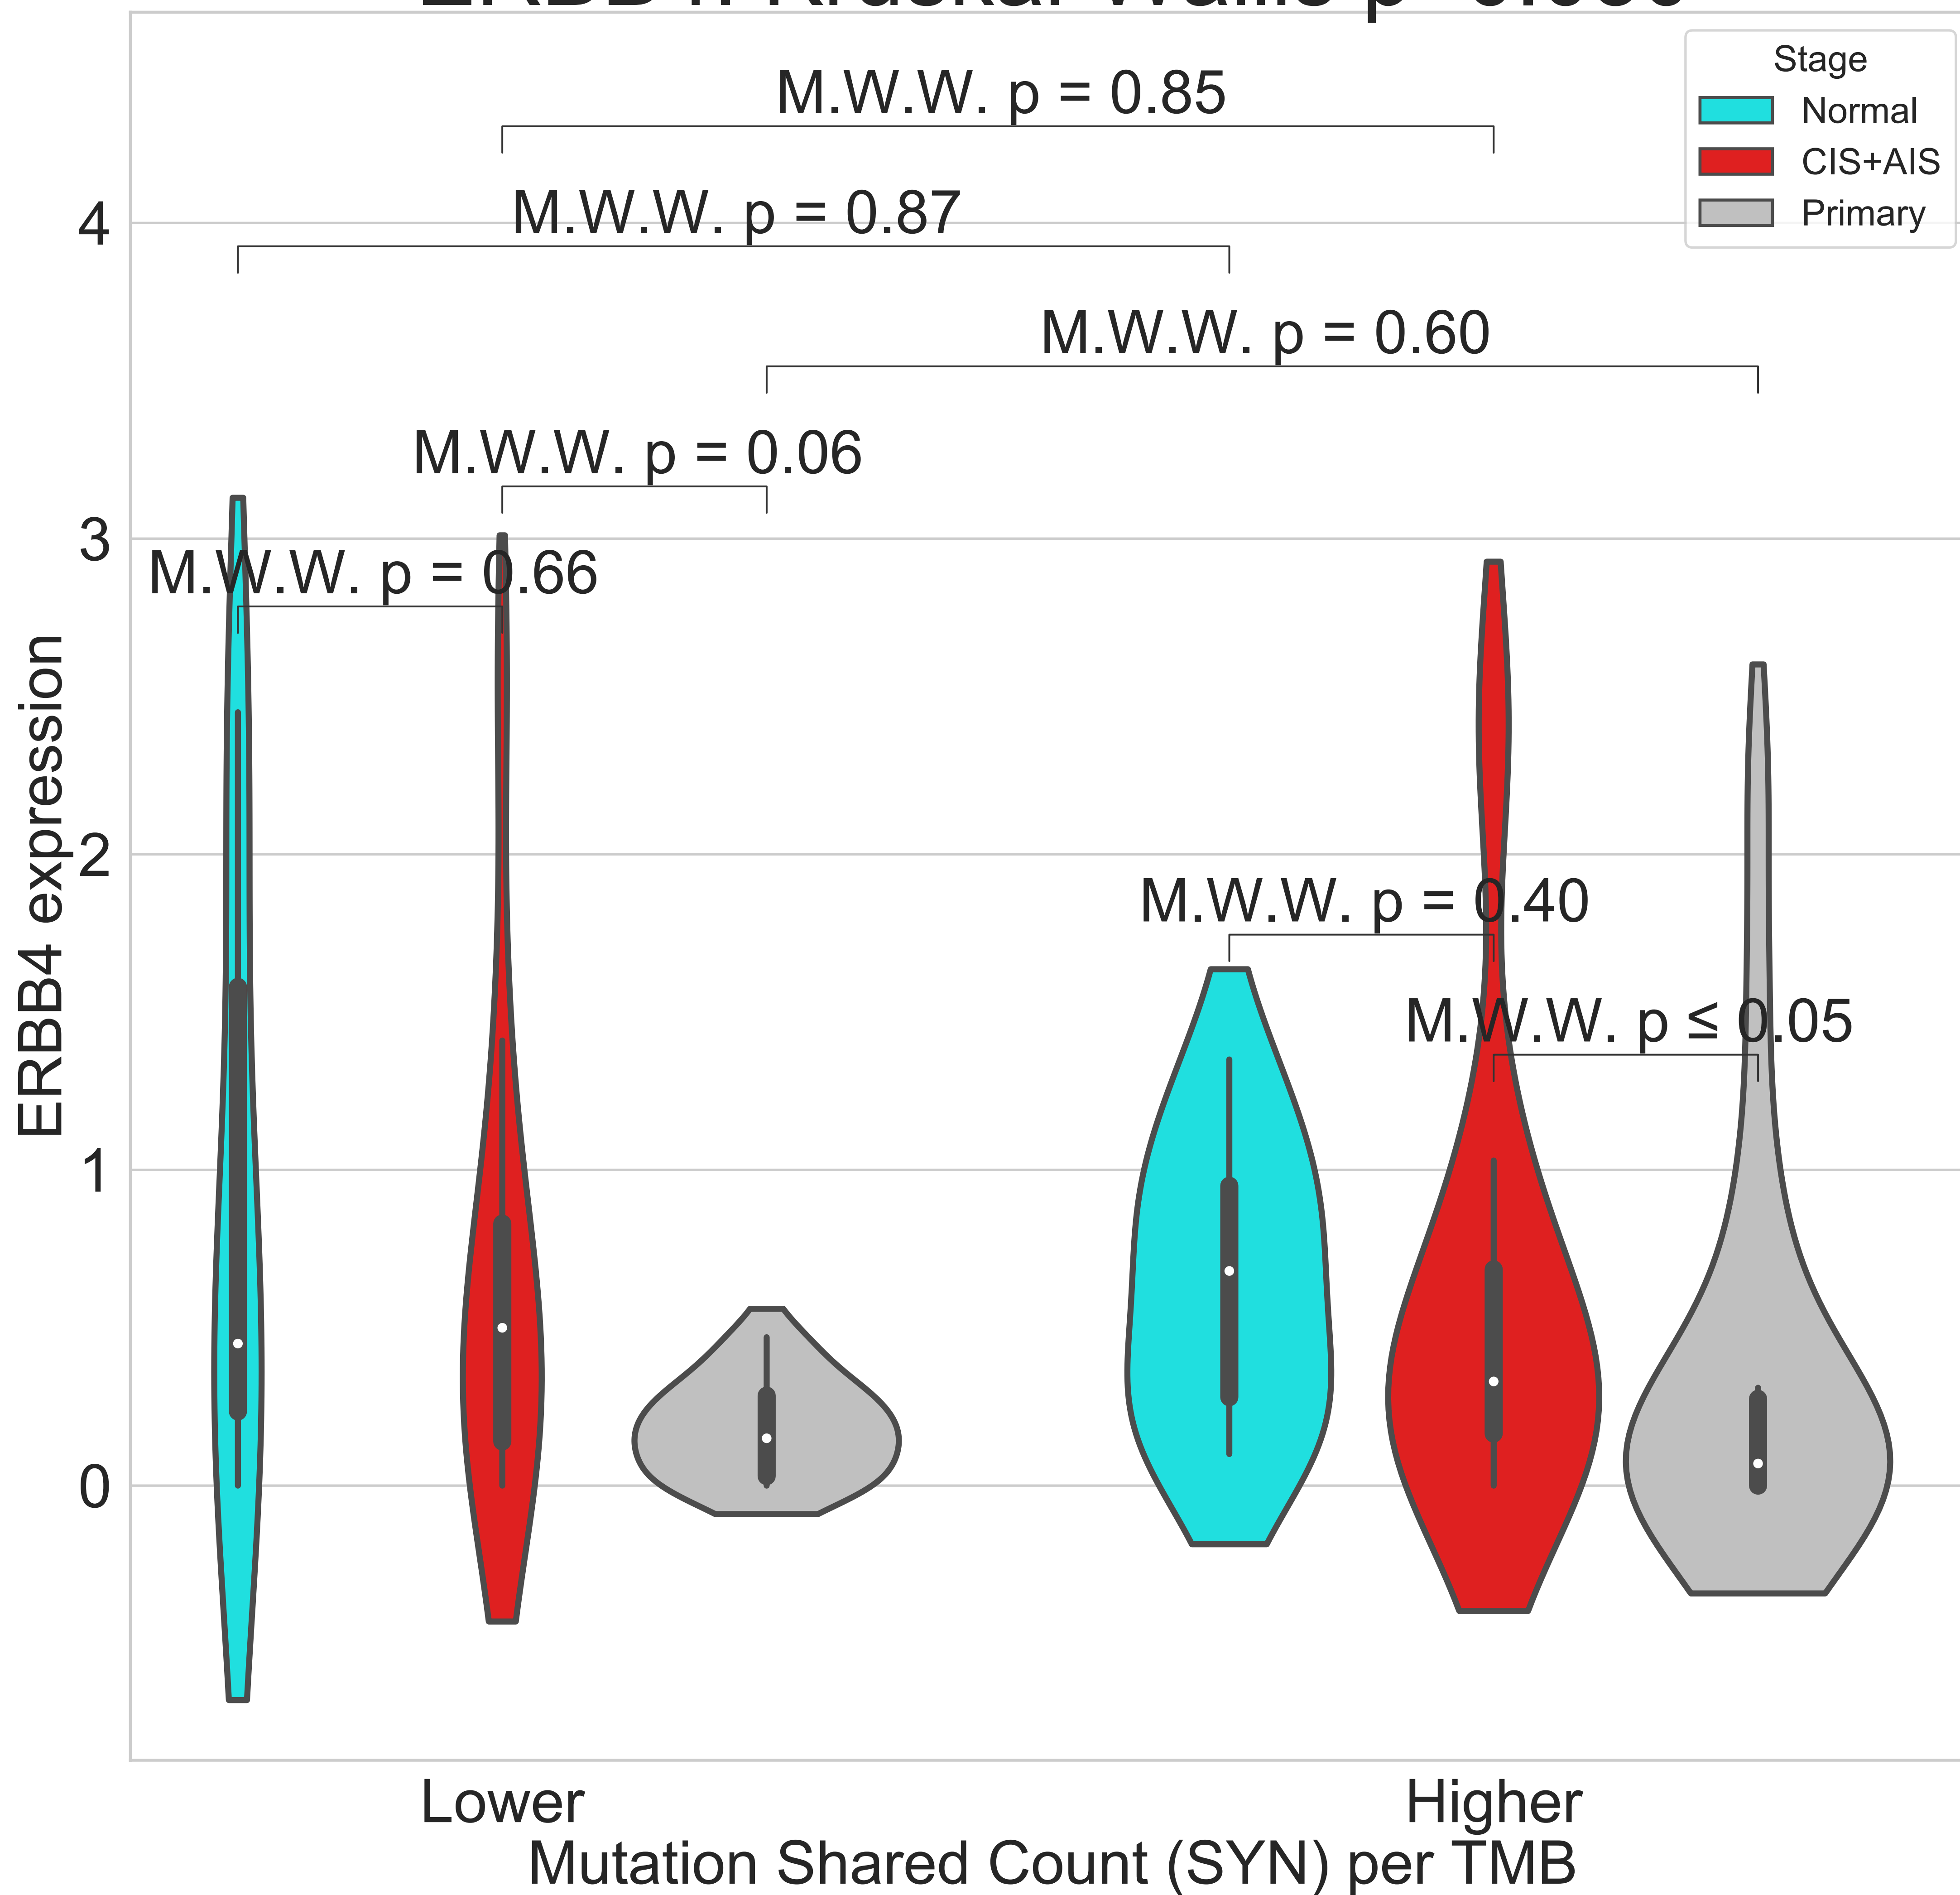 Stage
Normal
CIS+AIS
Primary
M.W.W. p = 0.85
M.W.W. p = 0.87
M.W.W. p = 0.60
M.W.W. p = 0.06
M.W.W. p = 0.66
M.W.W. p = 0.40
M.W.W. p ≤ 0.05
4
3
2
1
0
ERBB4 expression
Lower
Higher
Mutation Shared Count (SYN) per TMB